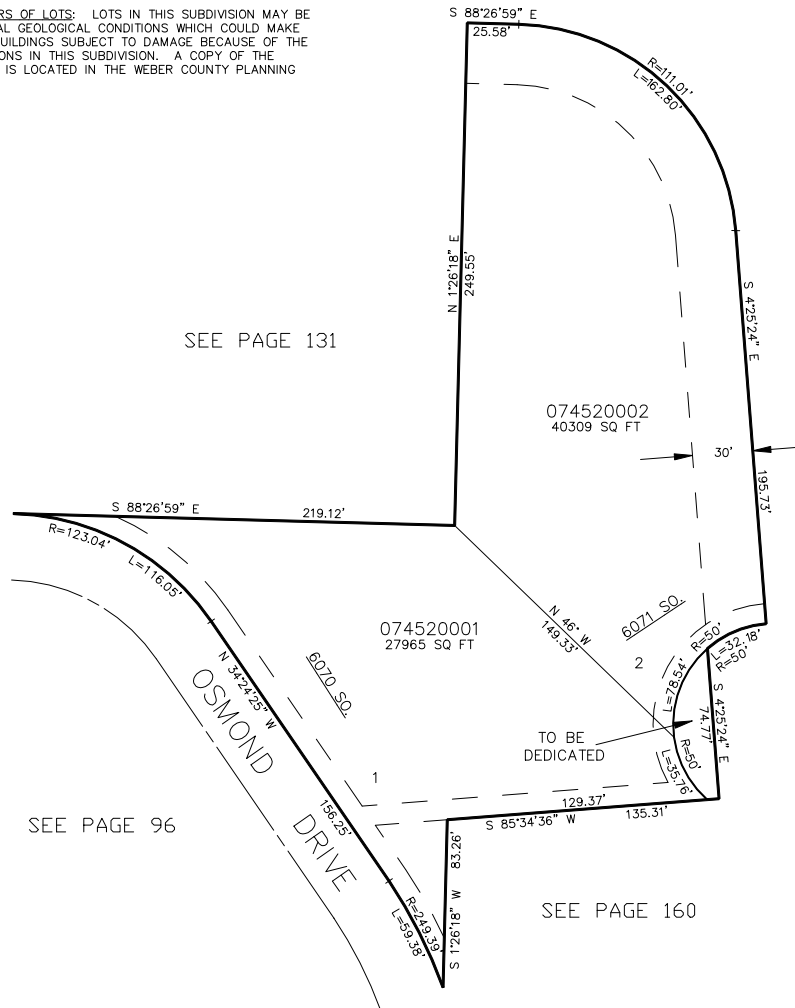 RS OF LOTS: LOTS IN THIS SUBDIVISION MAY BE
AL GEOLOGICAL CONDITIONS WHICH COULD MAKE
UILDINGS SUBJECT TO DAMAGE BECAUSE OF THE
ONS IN THIS SUBDIVISION. A COPY OF THE
IS LOCATED IN THE WEBER COUNTY PLANNING
S 88°26'59" E
25.58'
R=111.01'
L=162.80'
N 1°26'18" E
249.55'
S 4°25'24" E
195.73'
SEE PAGE 131
074520002
40309 SQ FT
30'
S 88°26'59" E
219.12'
R=123.04'
L=116.05'
N 46° W
149.33'
6071 SQ.
2
074520001
27965 SQ FT
6070 SO.
N 34°24'25" W
156.25'
OSMOND
DRIVE
R=50'
L=32.18'
R=50'
L=78.54'
S 4°25'24" E
74.77'
TO BE
DEDICATED
R=50'
L=35.76'
1
129.37'
S 85°34'36" W
135.31'
SEE PAGE 96
83.26'
S 1°26'18" W
R=249.39'
L=59.38'
SEE PAGE 160